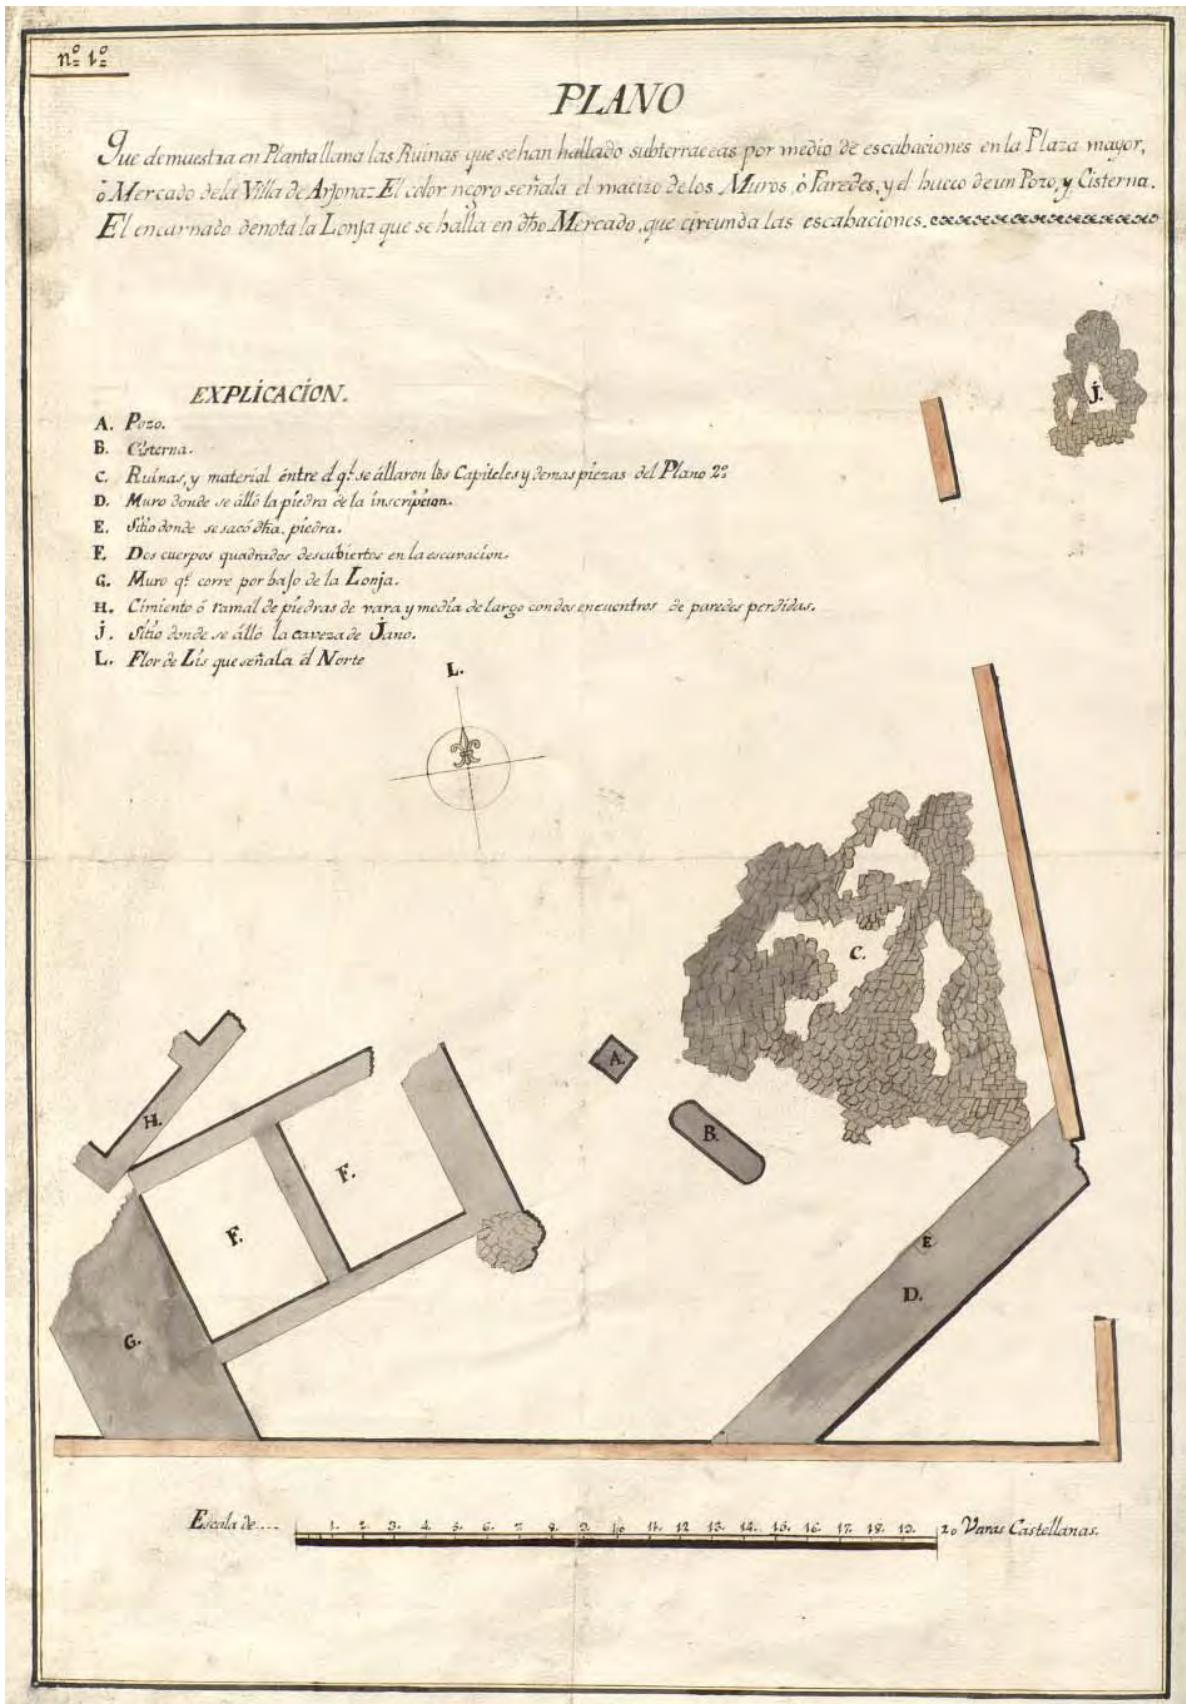 nº 1º
PLANO
Que demuestra en Planta llana las Ruinas que se han hallado subterraeas por medio de escabaciones en la Plaza mayor,
ò Mercado de la Villa de Arjona= El color negro señala el macizo de los Muros, ò Paredes, y el hueco de un Pozo, y Cisterna.
El encarnado denota la Lonja que se halla en dho Mercado, que circunda las escabaciones.
EXPLICACION.
A. Pozo.
B. Cisterna.
C. Ruinas, y material éntre el ql. se állaron los Capiteles y demas piezas del Plano 2º
D. Muro donde se álló la piedra de la inscripcion.
E. Sitio donde se sacó dha. piedra.
F. Dos cuerpos quadrados descubiertos en la escavacion.
G. Muro qe. corre por bajo de la Lonja.
H. Cimiento ó ramal de piedras de vara y media de largo con dos encuentros de paredes perdidas.
j. Sitio donde se álló la caveza de Jano.
L. Flor de Lis que señala él Norte
L.
j.
C.
A.
B.
H.
F.
F.
E
D.
G.
Escala de....
1. 2. 3. 4. 5. 6. 7. 8. 9. 10 11. 12 13. 14. 15. 16. 17. 18. 19. 20 Varas Castellanas.